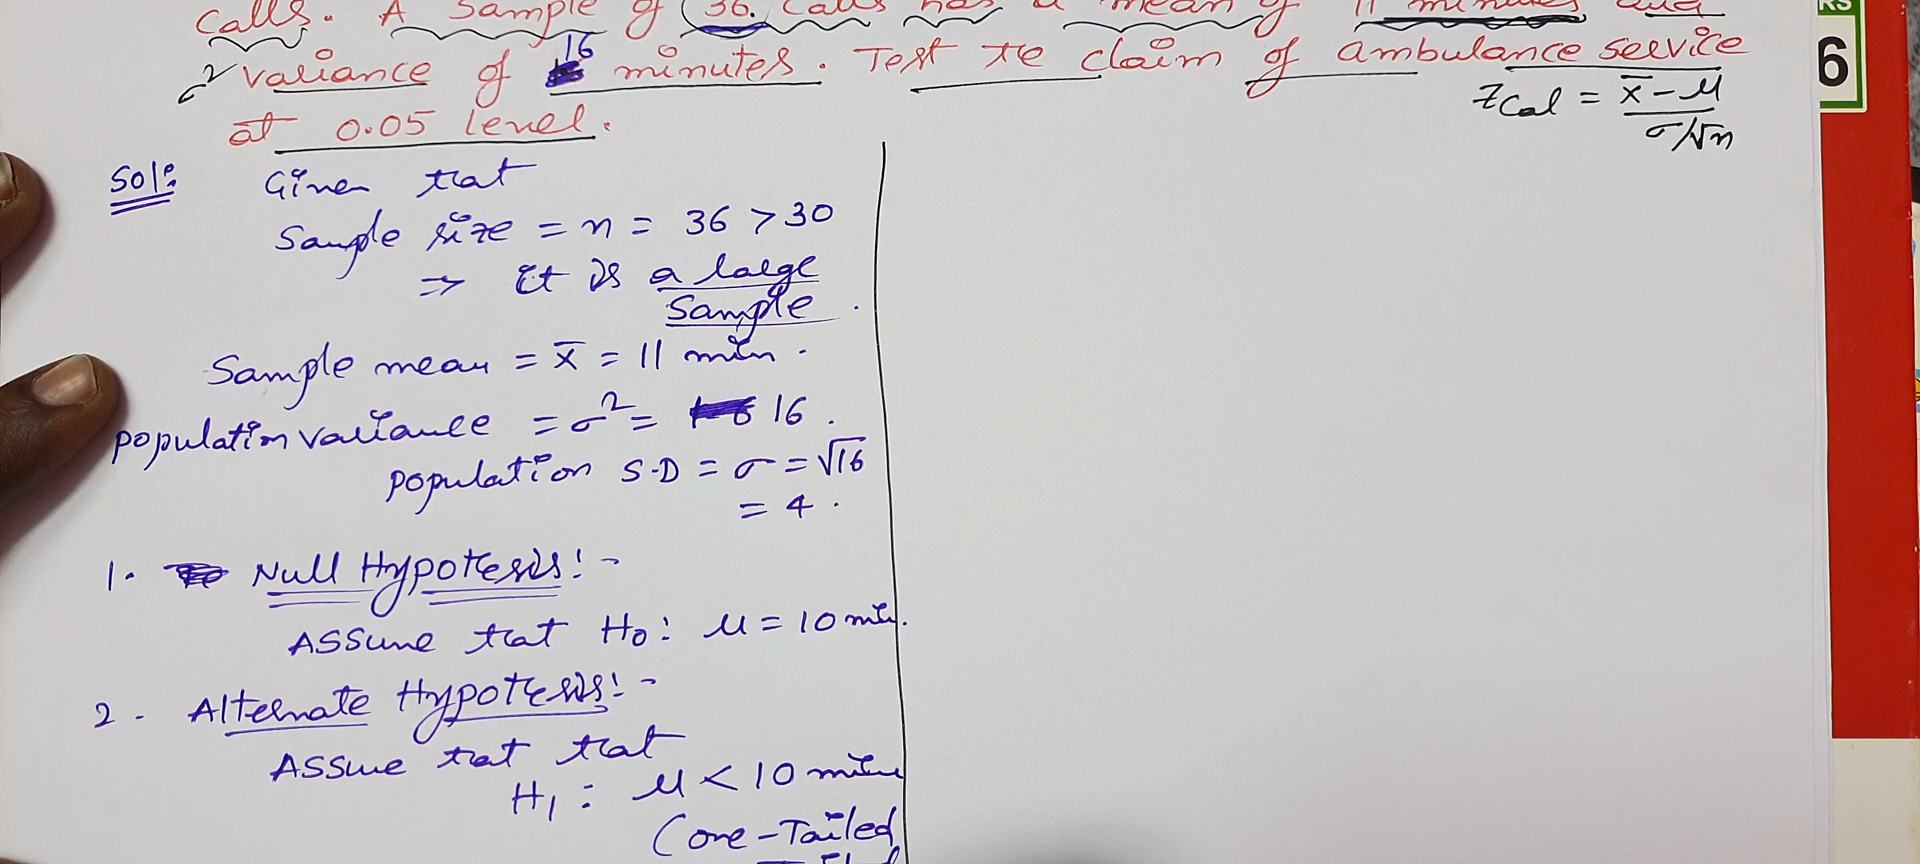 calls. A sample of 36. calls has a mean of 11 minutes and
variance of 16 minutes. Test the claim of ambulance service
at 0.05 level.
Zcal = x̄ - μ
σ/√n
RS
6
Sol:
Given that
Sample size = n = 36 > 30
⇒ It is a large
Sample.
Sample mean = x̄ = 11 min.
population variance = σ² = 16.
population S.D = σ = √16
= 4.
1. Null Hypothesis:-
Assume that H₀: μ = 10 min.
2. Alternate Hypothesis:-
Assume that that
H₁: μ < 10 min
(one-Tailed